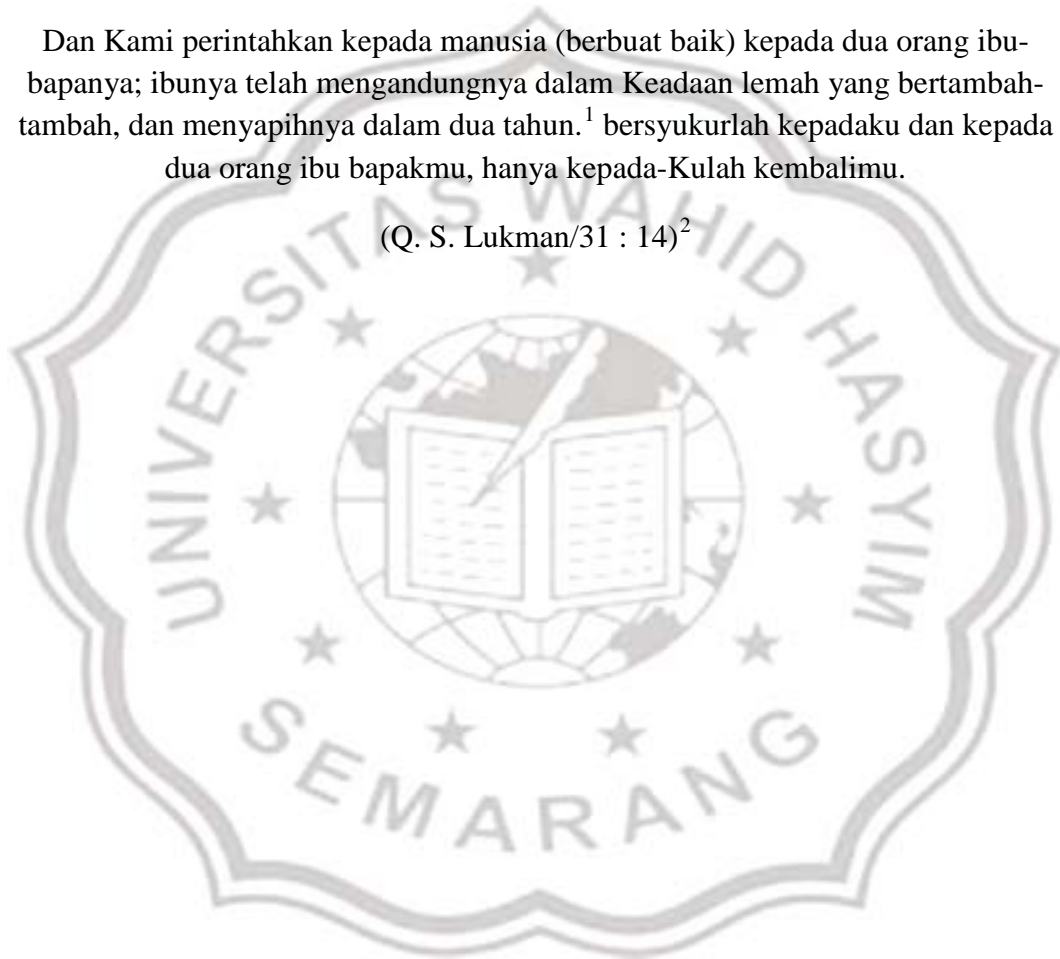 Dan Kami perintahkan kepada manusia (berbuat baik) kepada dua orang ibu-
bapanya; ibunya telah mengandungnya dalam Keadaan lemah yang bertambah-
tambah, dan menyapihnya dalam dua tahun.¹ bersyukurlah kepadaku dan kepada
dua orang ibu bapakmu, hanya kepada-Kulah kembalimu.
(Q. S. Lukman/31 : 14)²
UNIVERSITAS WAHID HASYIM
SEMARANG